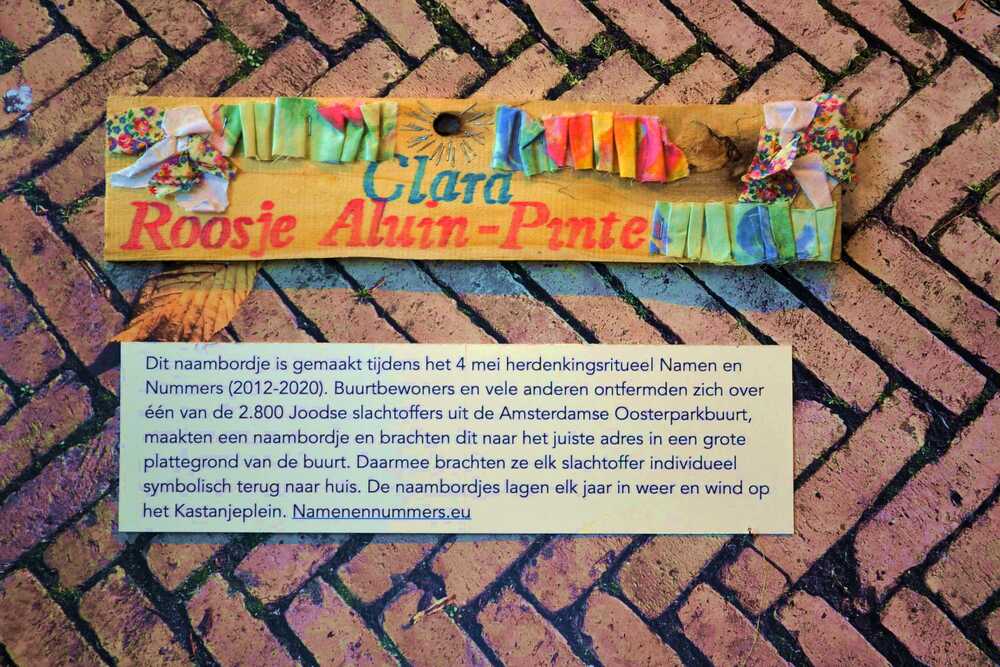 Clara
Roosje Aluin-Pinte
Dit naambordje is gemaakt tijdens het 4 mei herdenkingsritueel Namen en
Nummers (2012-2020). Buurtbewoners en vele anderen ontfermden zich over
één van de 2.800 Joodse slachtoffers uit de Amsterdamse Oosterparkbuurt,
maakten een naambordje en brachten dit naar het juiste adres in een grote
plattegrond van de buurt. Daarmee brachten ze elk slachtoffer individueel
symbolisch terug naar huis. De naambordjes lagen elk jaar in weer en wind op
het Kastanjeplein. Namenennummers.eu